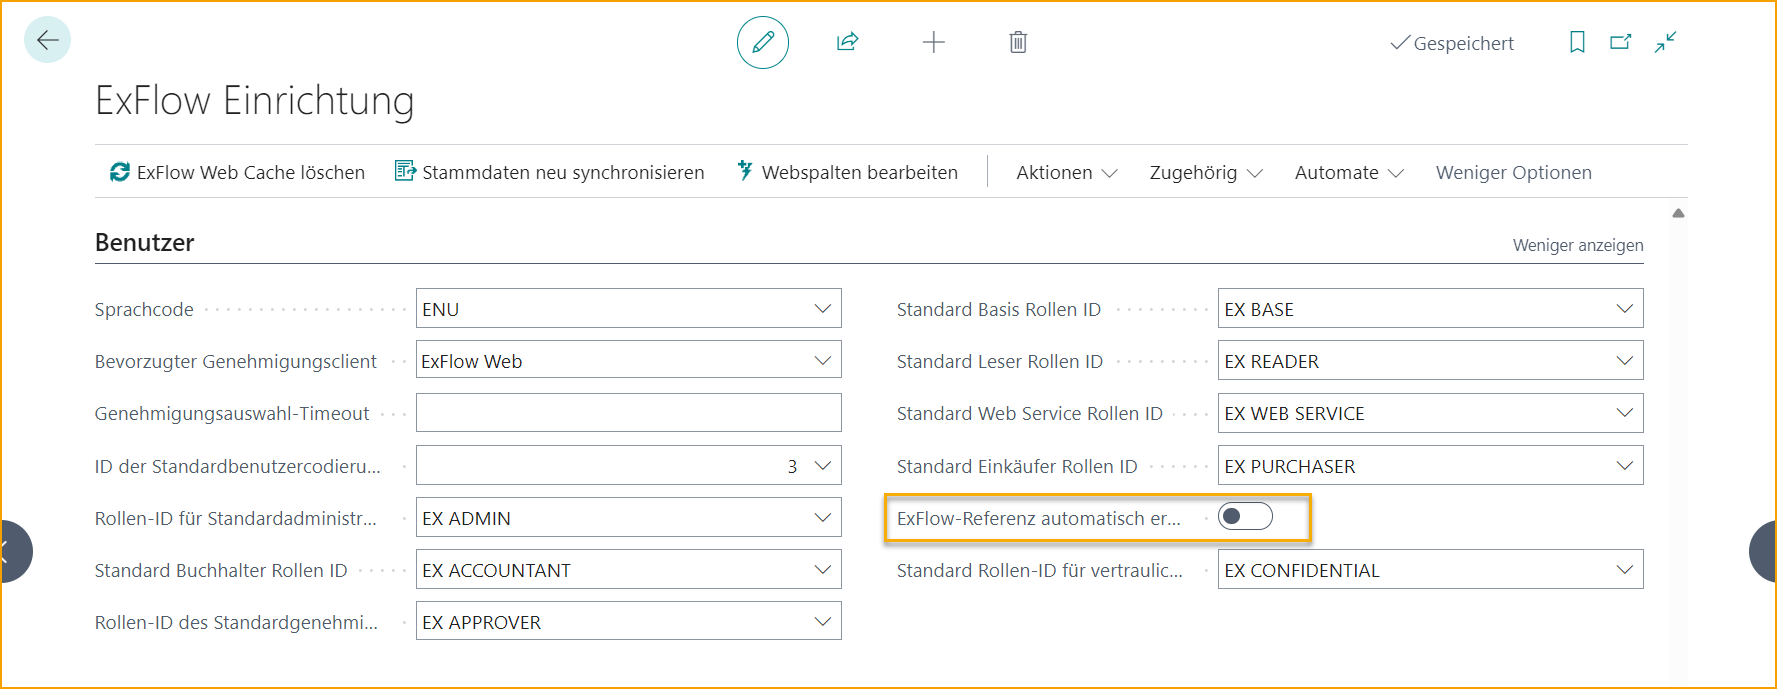 Gespeichert
ExFlow Einrichtung
ExFlow Web Cache löschen Stammdaten neu synchronisieren Webspalten bearbeiten Aktionen Zugehörig Automate Weniger Optionen
Benutzer Weniger anzeigen
Sprachcode ENU
Bevorzugter Genehmigungsclient ExFlow Web
Genehmigungsauswahl-Timeout
ID der Standardbenutzercodieru... 3
Rollen-ID für Standardadministr... EX ADMIN
Standard Buchhalter Rollen ID EX ACCOUNTANT
Rollen-ID des Standardgenehmi... EX APPROVER
Standard Basis Rollen ID EX BASE
Standard Leser Rollen ID EX READER
Standard Web Service Rollen ID EX WEB SERVICE
Standard Einkäufer Rollen ID EX PURCHASER
ExFlow-Referenz automatisch er...
Standard Rollen-ID für vertraulic... EX CONFIDENTIAL